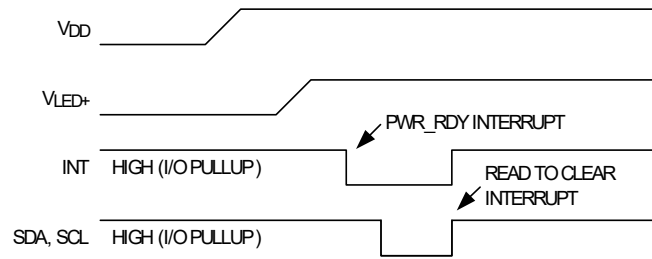 VDD
VLED+
PWR_RDY INTERRUPT
INT HIGH (I/O PULLUP)
READ TO CLEAR
INTERRUPT
SDA, SCL HIGH (I/O PULLUP)